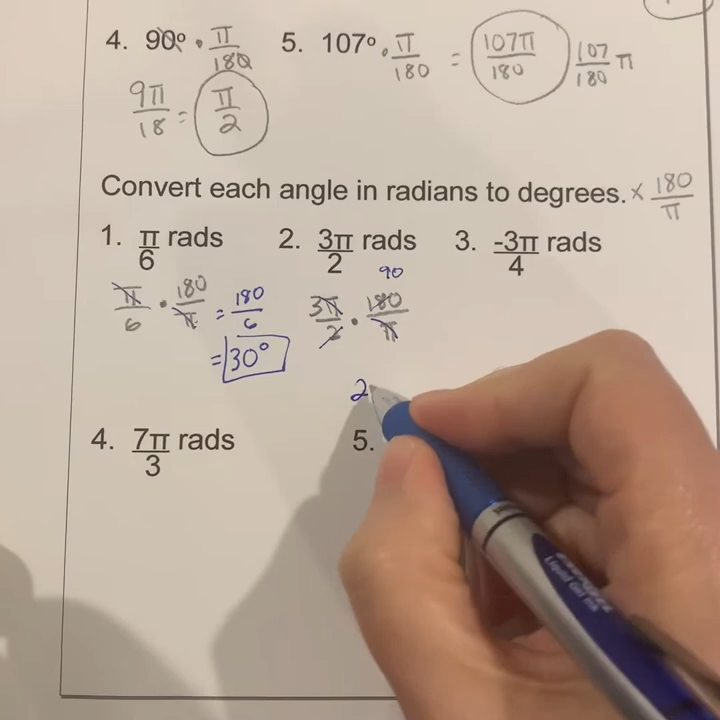 4. 90° · π/180 5. 107° · π/180 = 107π/180 107/180 π
9π/18 = π/2
Convert each angle in radians to degrees. × 180/π
1. π/6 rads 2. 3π/2 rads 3. -3π/4 rads
90
π/6 · 180/π = 180/6 3π/2 · 180/π
= 30°
2
4. 7π/3 rads 5.